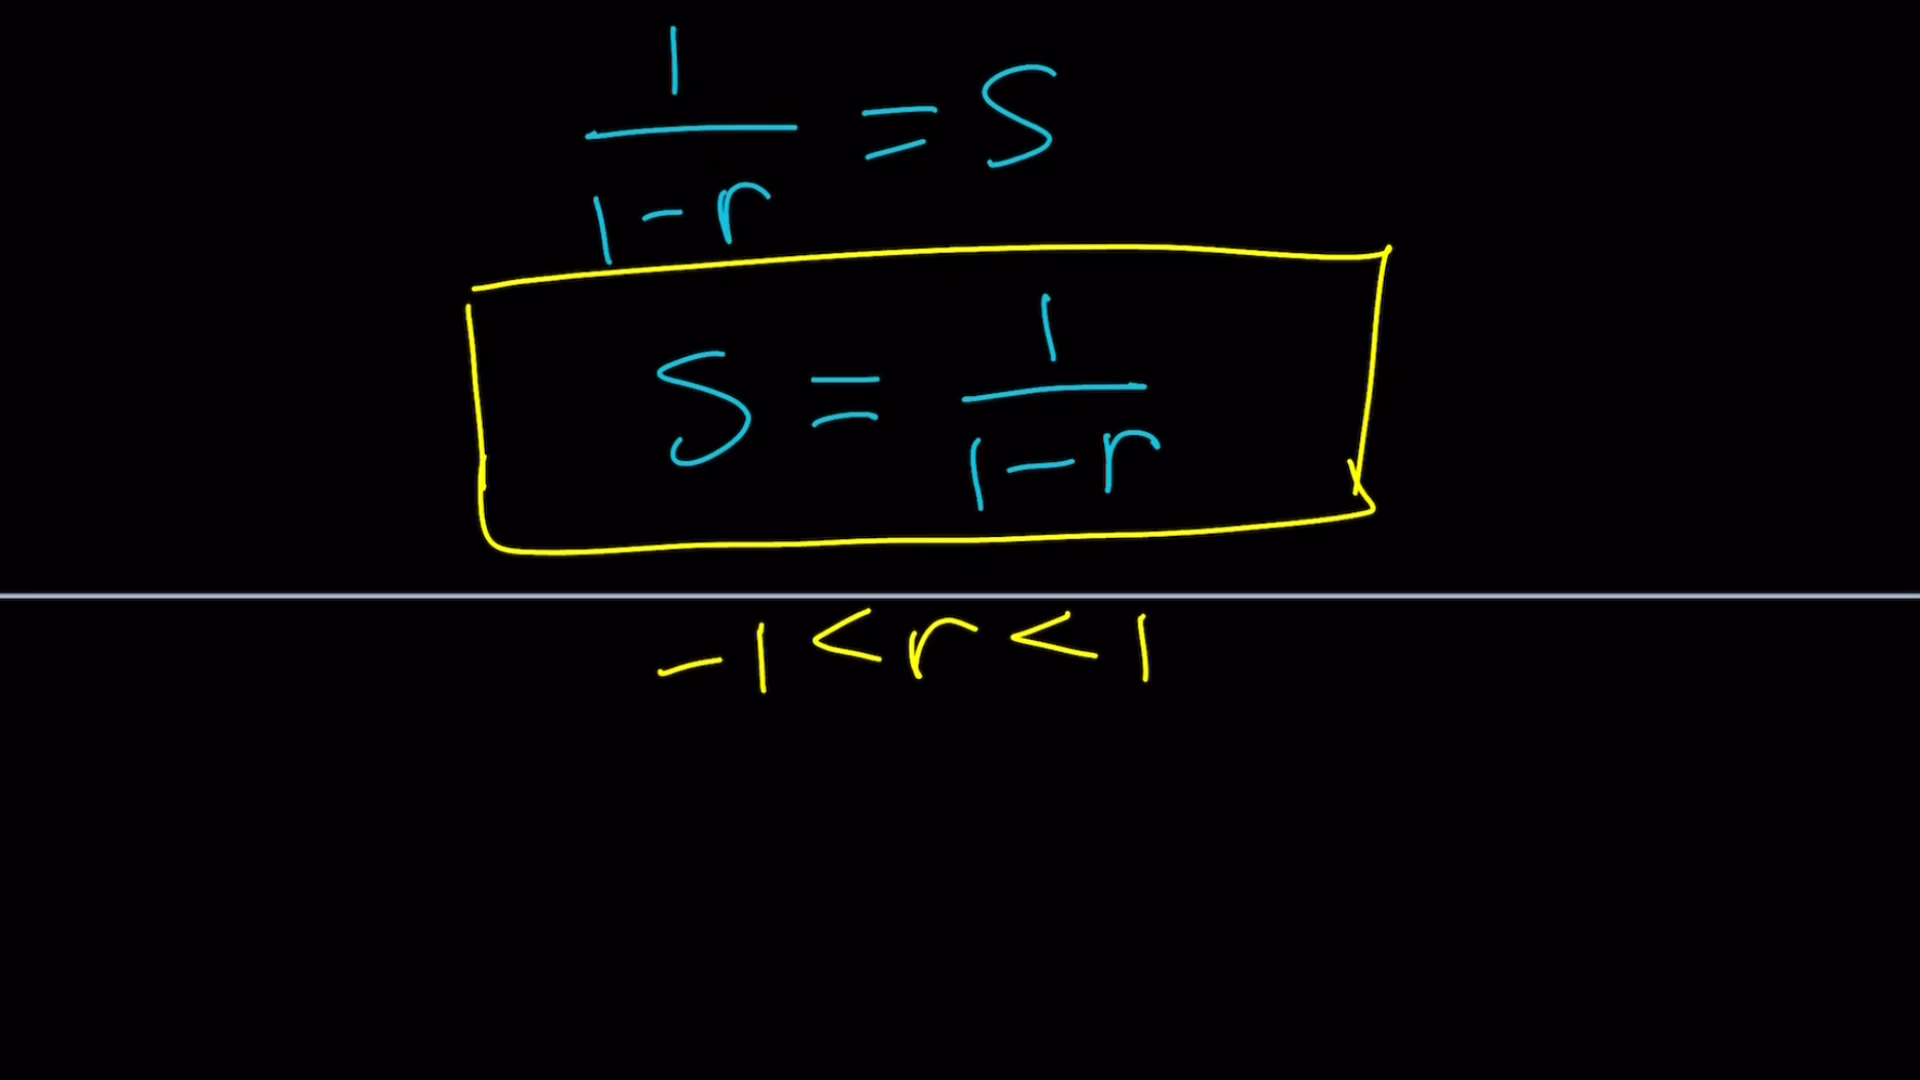 1/(1-r) = S
S = 1/(1-r)
-1 < r < 1